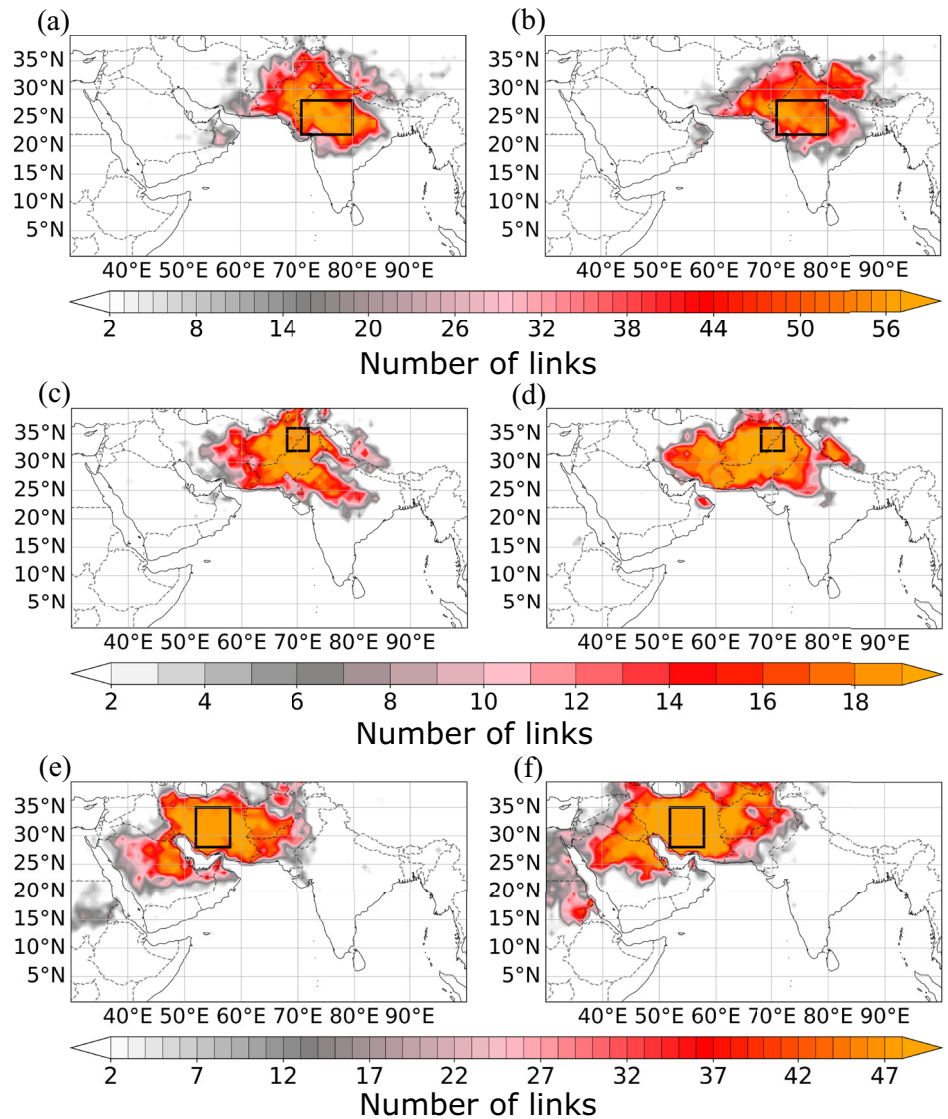 (a) (b)
35°N 35°N
30°N 30°N
25°N 25°N
20°N 20°N
15°N 15°N
10°N 10°N
5°N 5°N
40°E 50°E 60°E 70°E 80°E 90°E 40°E 50°E 60°E 70°E 80°E 90°E
2 8 14 20 26 32 38 44 50 56
Number of links
(c) (d)
35°N 35°N
30°N 30°N
25°N 25°N
20°N 20°N
15°N 15°N
10°N 10°N
5°N 5°N
40°E 50°E 60°E 70°E 80°E 90°E 40°E 50°E 60°E 70°E 80°E 90°E
2 4 6 8 10 12 14 16 18
Number of links
(e) (f)
35°N 35°N
30°N 30°N
25°N 25°N
20°N 20°N
15°N 15°N
10°N 10°N
5°N 5°N
40°E 50°E 60°E 70°E 80°E 90°E 40°E 50°E 60°E 70°E 80°E 90°E
2 7 12 17 22 27 32 37 42 47
Number of links